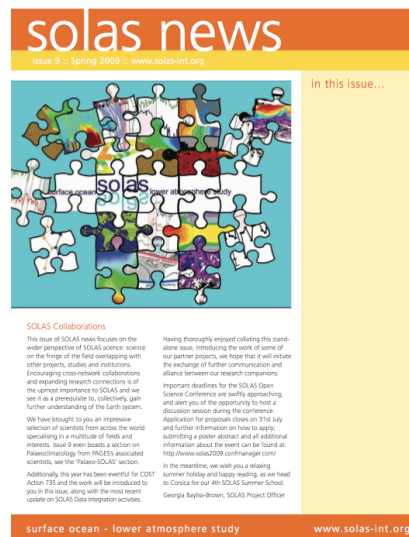 solas news
issue 9 :: Spring 2009 :: www.solas-int.org
in this issue...
surface ocean solas lower atmosphere study
SOLAS Collaborations
This issue of SOLAS news focuses on the
wider perspective of SOLAS science: science
on the fringe of the field overlapping with
other projects, studies and institutions.
Encouraging cross-network collaborations
and expanding research connections is of
the upmost importance to SOLAS and we
see it as a prerequisite to, collectively, gain
further understanding of the Earth system.
We have brought to you an impressive
selection of scientists from across the world
specialising in a multitude of fields and
interests. Issue 9 even boasts a section on
Palaeoclimatology from PAGES's associated
scientists, see the 'Palaeo-SOLAS' section.
Additionally, this year has been eventful for COST
Action 735 and the work will be introduced to
you in this issue, along with the most recent
update on SOLAS Data Integration activities.
Having thoroughly enjoyed collating this stand-
alone issue, introducing the work of some of
our partner projects, we hope that it will initiate
the exchange of further communication and
alliance between our research companions.
Important deadlines for the SOLAS Open
Science Conference are swiftly approaching;
and alert you of the opportunity to host a
discussion session during the conference.
Application for proposals closes on 31st July
and further information on how to apply,
submitting a poster abstract and all additional
information about the event can be found at:
http://www.solas2009.confmanager.com/
In the meantime, we wish you a relaxing
summer holiday and happy reading, as we head
to Corsica for our 4th SOLAS Summer School.
Georgia Bayliss-Brown, SOLAS Project Officer
surface ocean - lower atmosphere study
www.solas-int.org